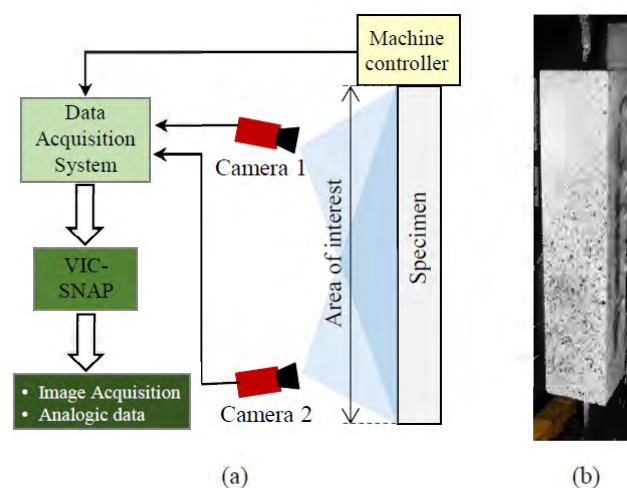 Machine
controller
Data
Acquisition
System
Camera 1
VIC-
SNAP
Area of interest
Specimen
• Image Acquisition
• Analogic data
Camera 2
(a)
(b)